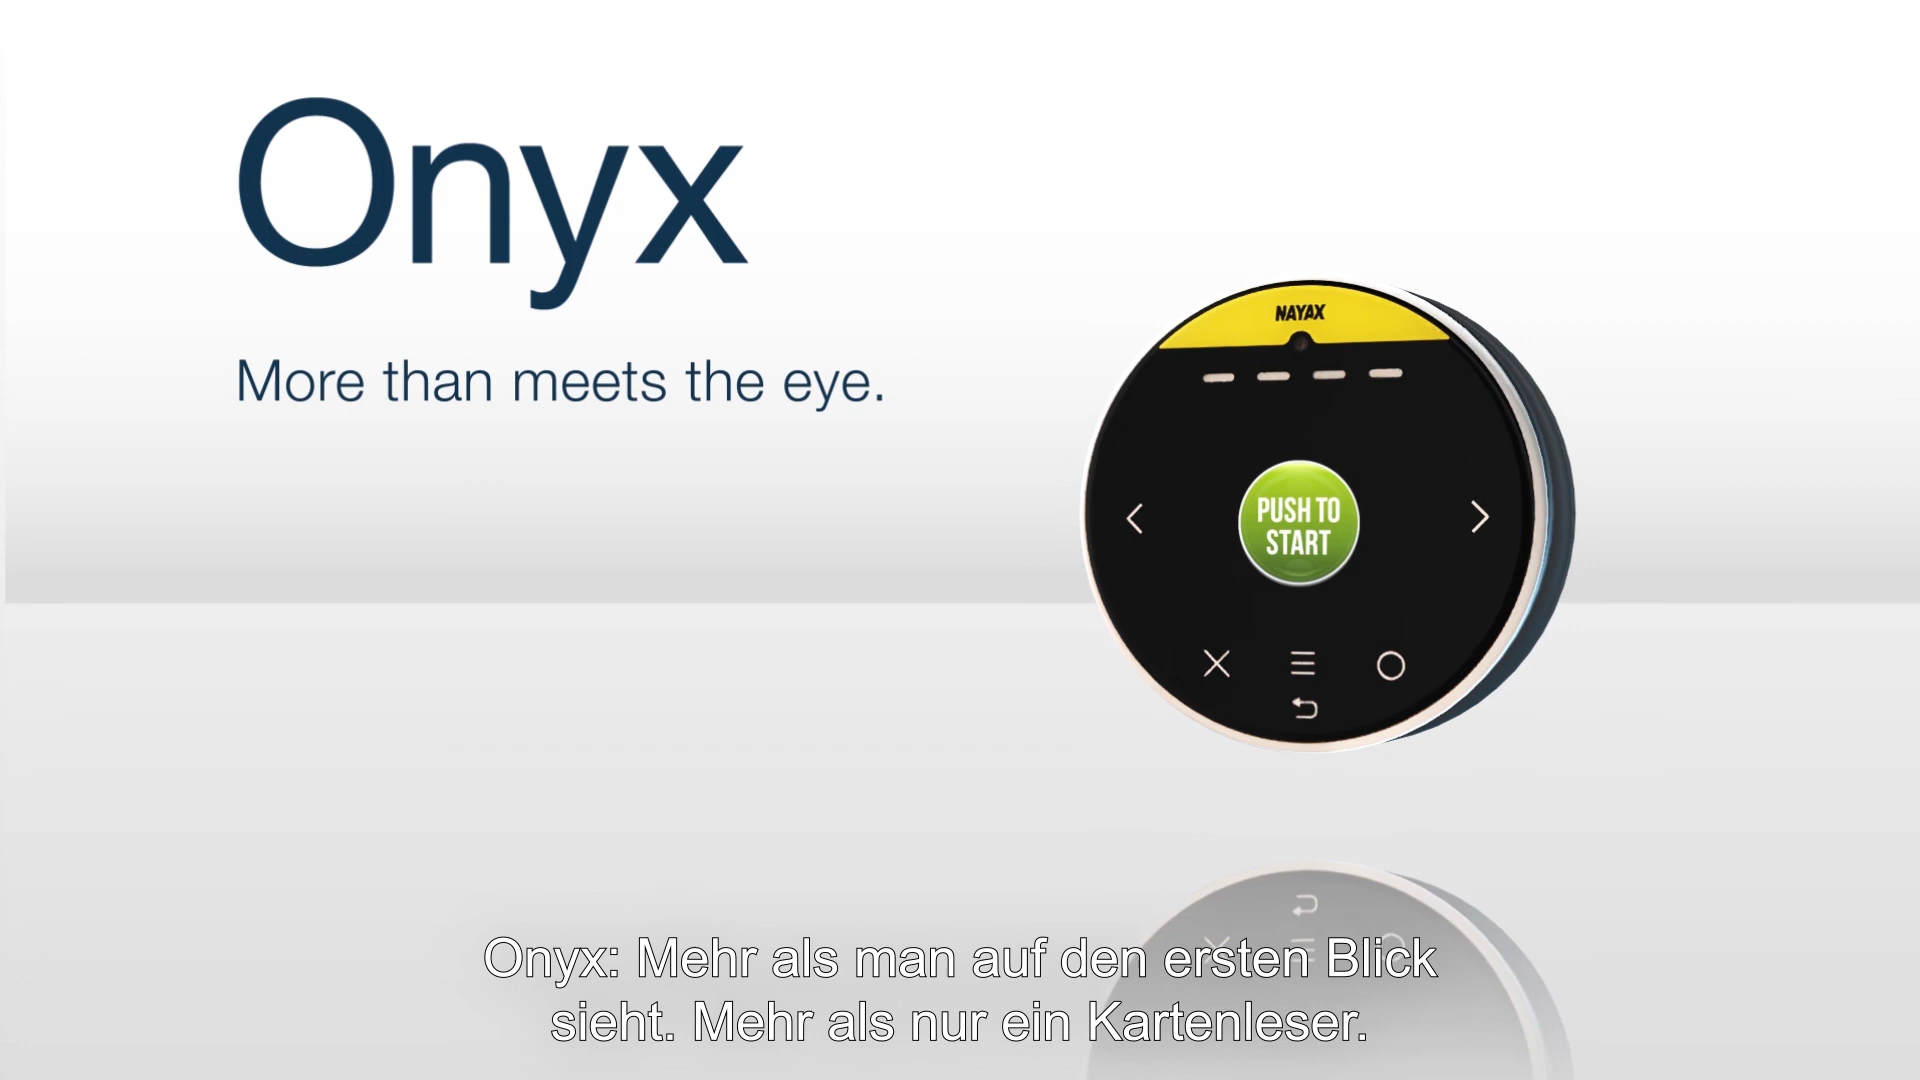 Onyx
More than meets the eye.
NAYAX
PUSH TO
START
Onyx: Mehr als man auf den ersten Blick
sieht. Mehr als nur ein Kartenleser.